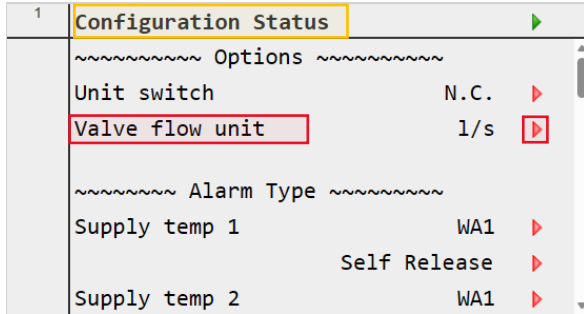 1 Configuration Status
~~~~~~~~~~ Options ~~~~~~~~~~
Unit switch N.C.
Valve flow unit l/s
~~~~~~~~ Alarm Type ~~~~~~~~~
Supply temp 1 WA1
Self Release
Supply temp 2 WA1